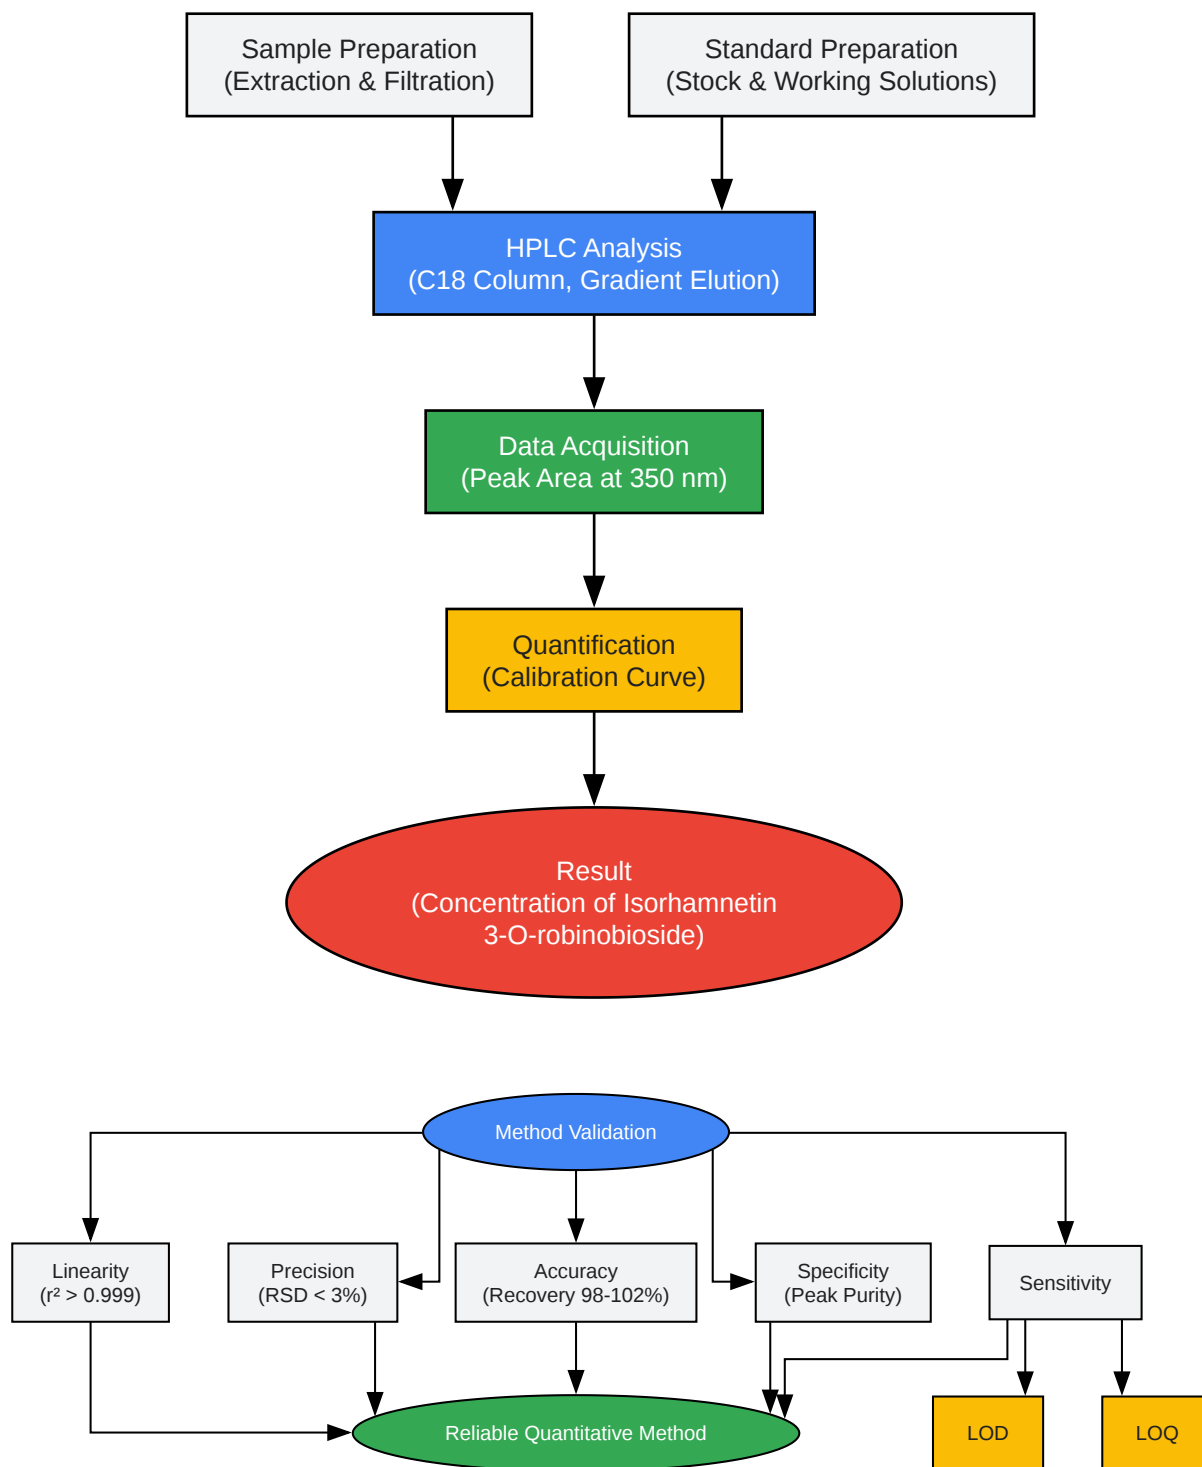 Sample Preparation
(Extraction & Filtration)
Standard Preparation
(Stock & Working Solutions)
HPLC Analysis
(C18 Column, Gradient Elution)
Data Acquisition
(Peak Area at 350 nm)
Quantification
(Calibration Curve)
Result
(Concentration of Isorhamnetin
3-O-robinobioside)
Method Validation
Linearity
(r² > 0.999)
Precision
(RSD < 3%)
Accuracy
(Recovery 98-102%)
Specificity
(Peak Purity)
Sensitivity
Reliable Quantitative Method
LOD
LOQ